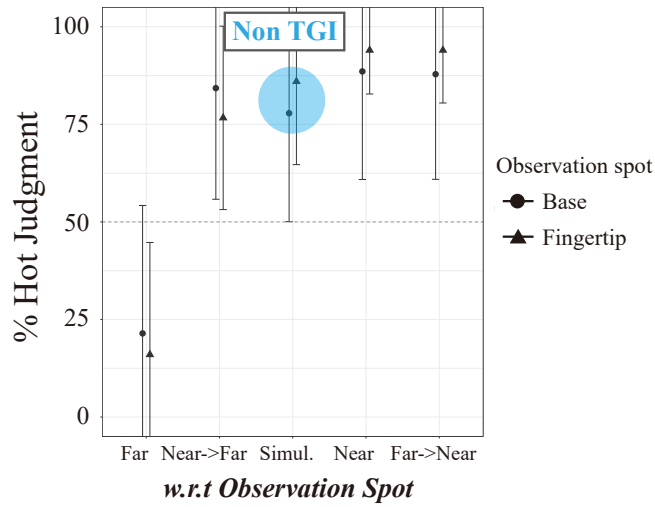 100
Non TGI
75
% Hot Judgment
50
25
0
Observation spot
Base
Fingertip
Far Near->Far Simul. Near Far->Near
w.r.t Observation Spot